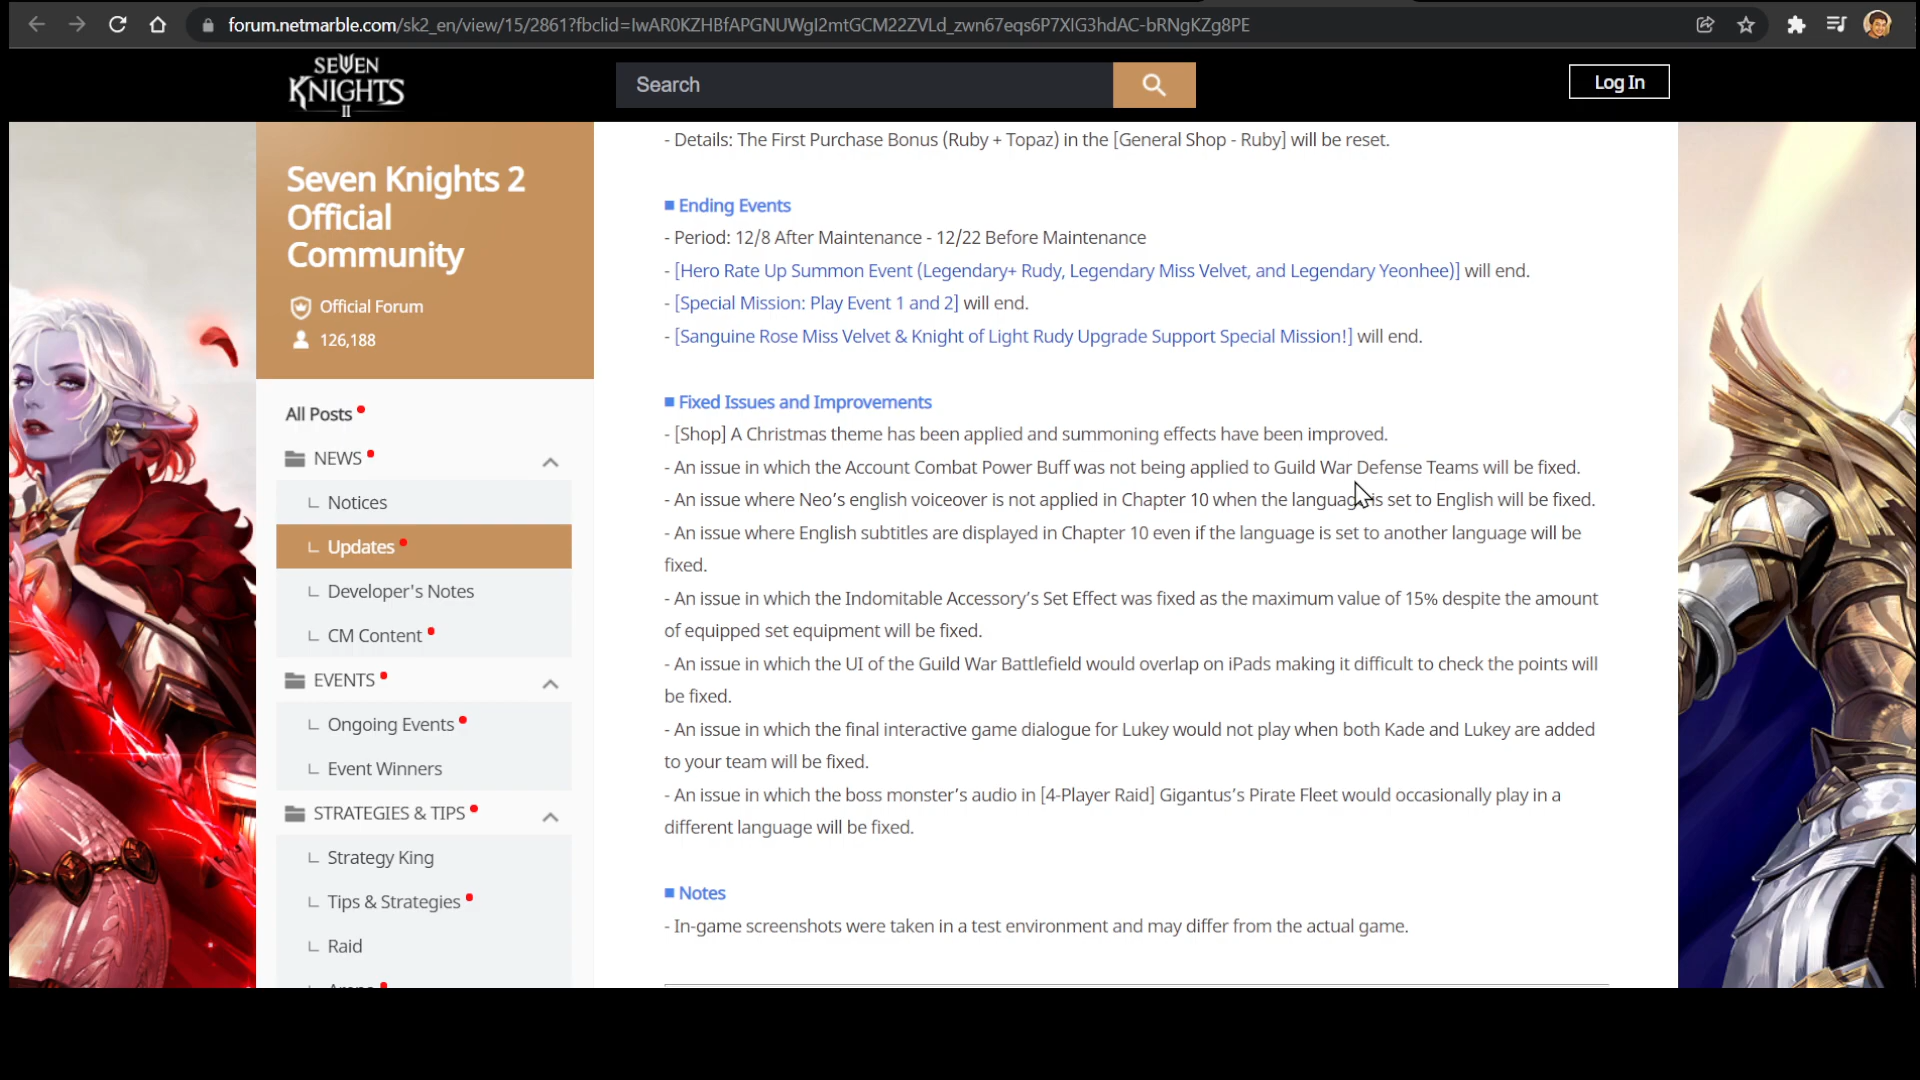 forum.netmarble.com/sk2_en/view/15/2861?fbclid=IwAR0KZHBfAPGNUWgI2mtGCM22ZVLd_zwn67eqs6P7XIG3hdAC-bRNgKZg8PE
SEVEN
KNIGHTS
II
Search
Log In
Seven Knights 2
Official
Community
Official Forum
126,188
All Posts
NEWS
Notices
Updates
Developer's Notes
CM Content
EVENTS
Ongoing Events
Event Winners
STRATEGIES & TIPS
Strategy King
Tips & Strategies
Raid
- Details: The First Purchase Bonus (Ruby + Topaz) in the [General Shop - Ruby] will be reset.
■ Ending Events
- Period: 12/8 After Maintenance - 12/22 Before Maintenance
- [Hero Rate Up Summon Event (Legendary+ Rudy, Legendary Miss Velvet, and Legendary Yeonhee)] will end.
- [Special Mission: Play Event 1 and 2] will end.
- [Sanguine Rose Miss Velvet & Knight of Light Rudy Upgrade Support Special Mission!] will end.
■ Fixed Issues and Improvements
- [Shop] A Christmas theme has been applied and summoning effects have been improved.
- An issue in which the Account Combat Power Buff was not being applied to Guild War Defense Teams will be fixed.
- An issue where Neo's english voiceover is not applied in Chapter 10 when the language is set to English will be fixed.
- An issue where English subtitles are displayed in Chapter 10 even if the language is set to another language will be
fixed.
- An issue in which the Indomitable Accessory's Set Effect was fixed as the maximum value of 15% despite the amount
of equipped set equipment will be fixed.
- An issue in which the UI of the Guild War Battlefield would overlap on iPads making it difficult to check the points will
be fixed.
- An issue in which the final interactive game dialogue for Lukey would not play when both Kade and Lukey are added
to your team will be fixed.
- An issue in which the boss monster's audio in [4-Player Raid] Gigantus's Pirate Fleet would occasionally play in a
different language will be fixed.
■ Notes
- In-game screenshots were taken in a test environment and may differ from the actual game.